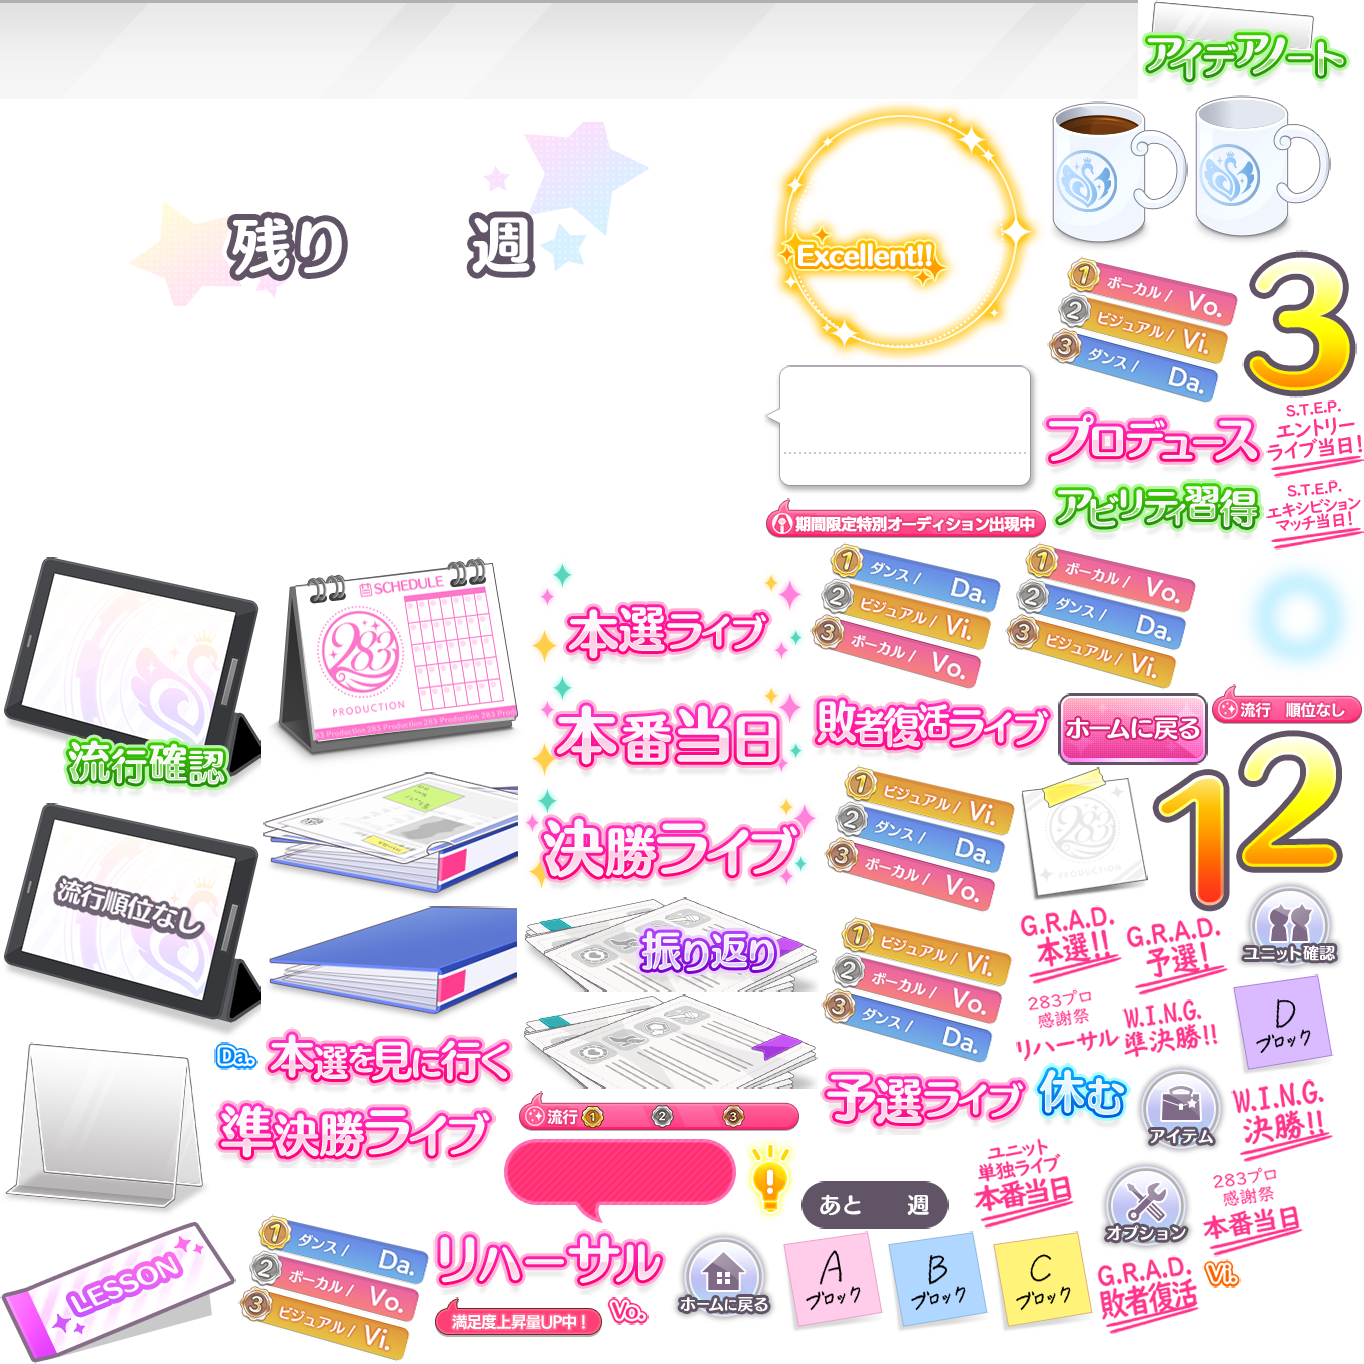 アイデアノート
残り 週
Excellent!!
1 ボーカル / Vo.
2 ビジュアル / Vi.
3 ダンス / Da.
3
プロデュース
S.T.E.P.
エントリー
ライブ当日!
アビリティ習得
S.T.E.P.
エキシビション
マッチ当日!
期間限定特別オーディション出現中
流行確認
SCHEDULE
283
PRODUCTION
283 Production 283 Production 283 Production 283 Produ
本選ライブ
1 ダンス / Da.
2 ビジュアル / Vi.
3 ボーカル / Vo.
1 ボーカル / Vo.
2 ダンス / Da.
3 ビジュアル / Vi.
本番当日
敗者復活ライブ
ホームに戻る
流行 順位なし
決勝ライブ
1 ビジュアル / Vi.
2 ダンス / Da.
3 ボーカル / Vo.
283
PRODUCTION
1
2
流行順位なし
振り返り
1 ビジュアル / Vi.
2 ボーカル / Vo.
3 ダンス / Da.
G.R.A.D.
本選!!
G.R.A.D.
予選!
ユニット確認
283プロ
感謝祭
リハーサル
W.I.N.G.
準決勝!!
D
ブロック
Da.
本選を見に行く
準決勝ライブ
流行 1 2 3
予選ライブ
休む
アイテム
W.I.N.G.
決勝!!
ユニット
単独ライブ
本番当日
あと 週
オプション
283プロ
感謝祭
本番当日
LESSON
1 ダンス / Da.
2 ボーカル / Vo.
3 ビジュアル / Vi.
リハーサル
満足度上昇量UP中!
Vo.
ホームに戻る
A
ブロック
B
ブロック
C
ブロック
G.R.A.D.
敗者復活
Vi.